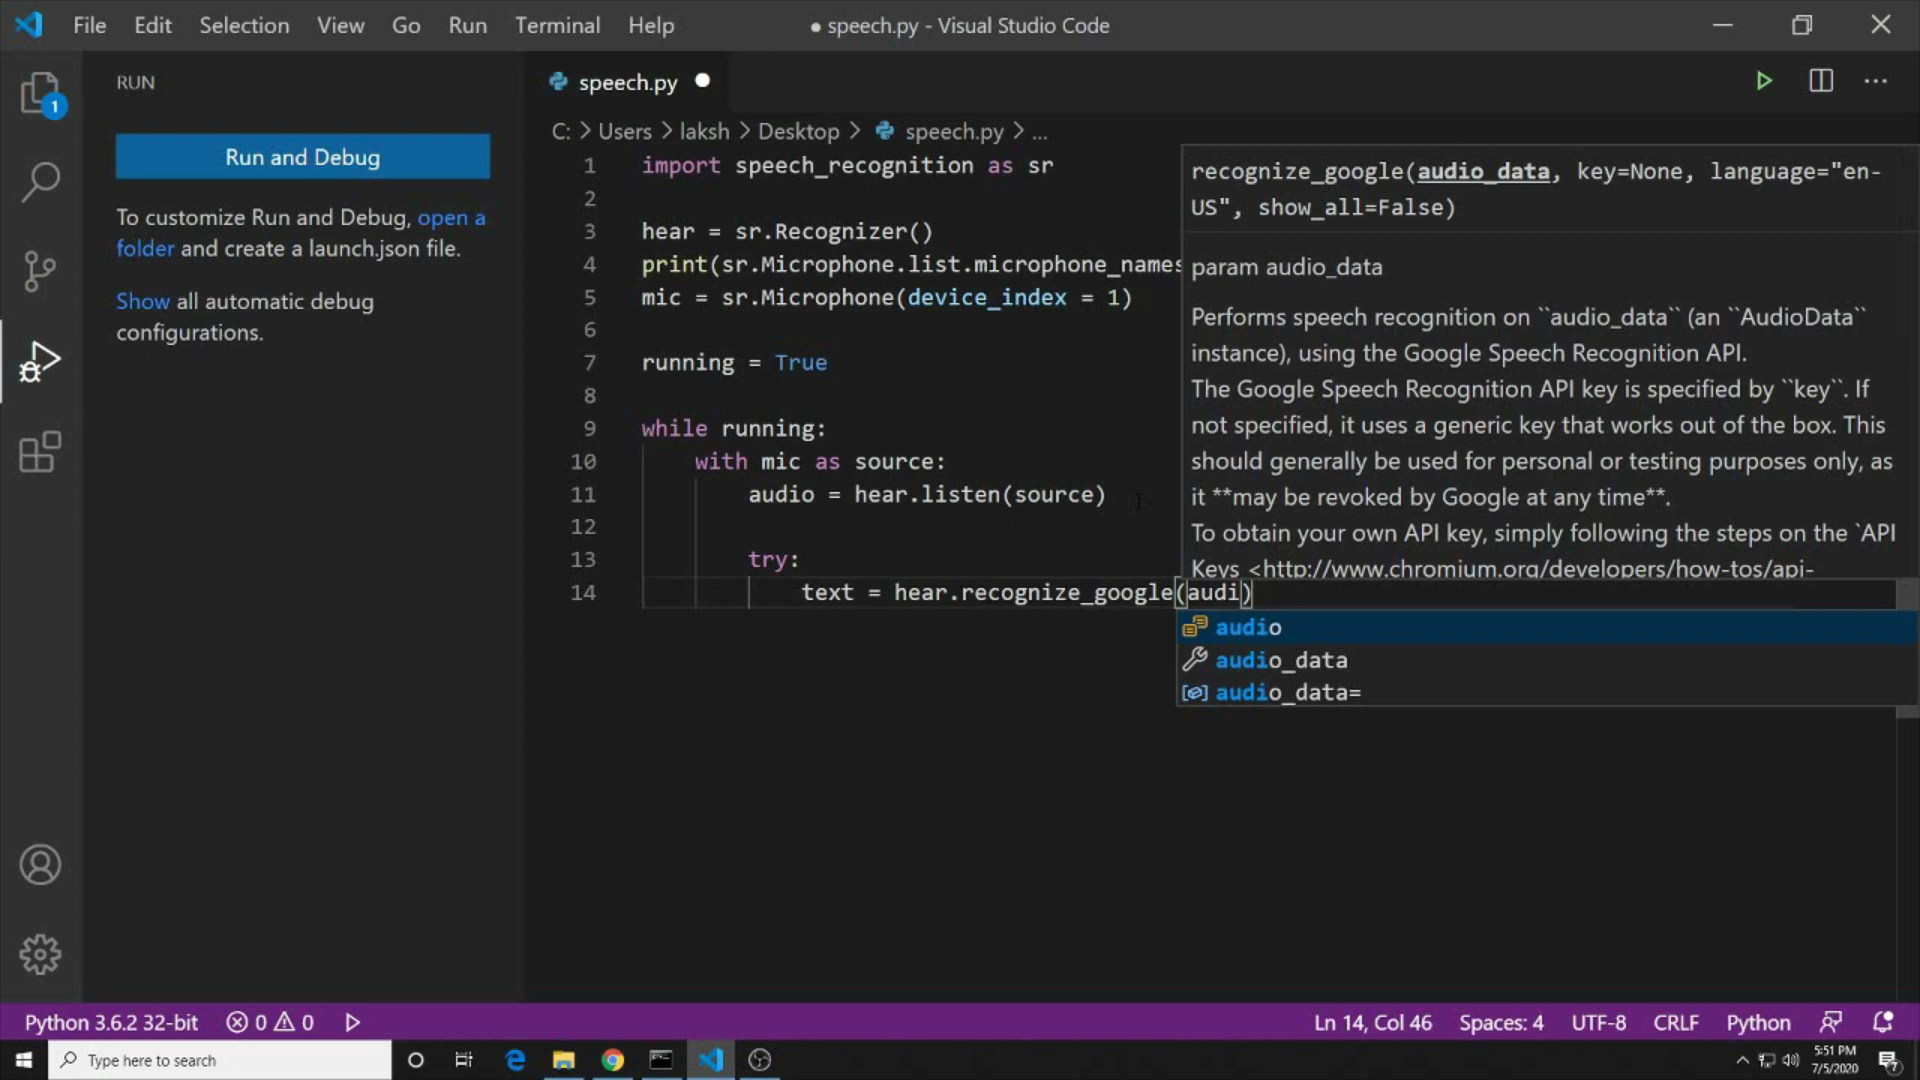 File Edit Selection View Go Run Terminal Help ● speech.py - Visual Studio Code
1
RUN
Run and Debug
To customize Run and Debug, open a
folder and create a launch.json file.
Show all automatic debug
configurations.
speech.py
C: > Users > laksh > Desktop > speech.py > ...
1 import speech_recognition as sr
2
3 hear = sr.Recognizer()
4 print(sr.Microphone.list.microphone_names
5 mic = sr.Microphone(device_index = 1)
6
7 running = True
8
9 while running:
10 with mic as source:
11 audio = hear.listen(source)
12
13 try:
14 text = hear.recognize_google(audi)
recognize_google(audio_data, key=None, language="en-
US", show_all=False)
param audio_data
Performs speech recognition on ``audio_data`` (an ``AudioData``
instance), using the Google Speech Recognition API.
The Google Speech Recognition API key is specified by ``key``. If
not specified, it uses a generic key that works out of the box. This
should generally be used for personal or testing purposes only, as
it **may be revoked by Google at any time**.
To obtain your own API key, simply following the steps on the `API
Keys <http://www.chromium.org/developers/how-tos/api-
audio
audio_data
audio_data=
Python 3.6.2 32-bit 0 0 Ln 14, Col 46 Spaces: 4 UTF-8 CRLF Python
Type here to search
5:51 PM
7/5/2020
7